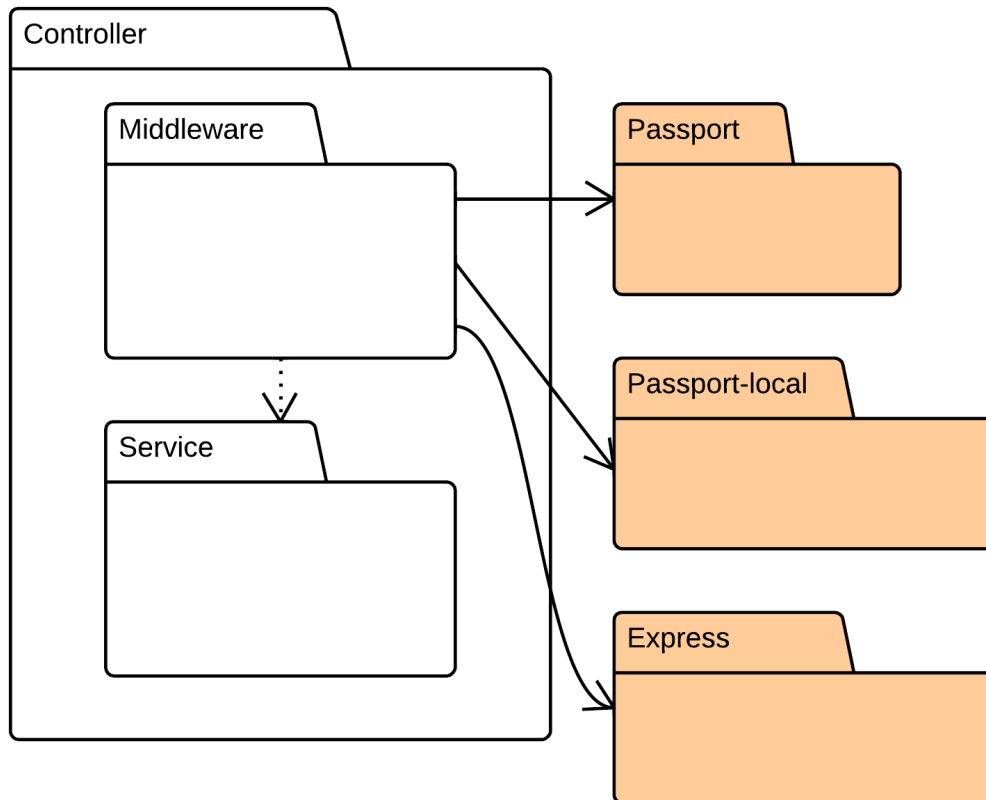 Controller
Middleware
Passport
Passport-local
Service
Express